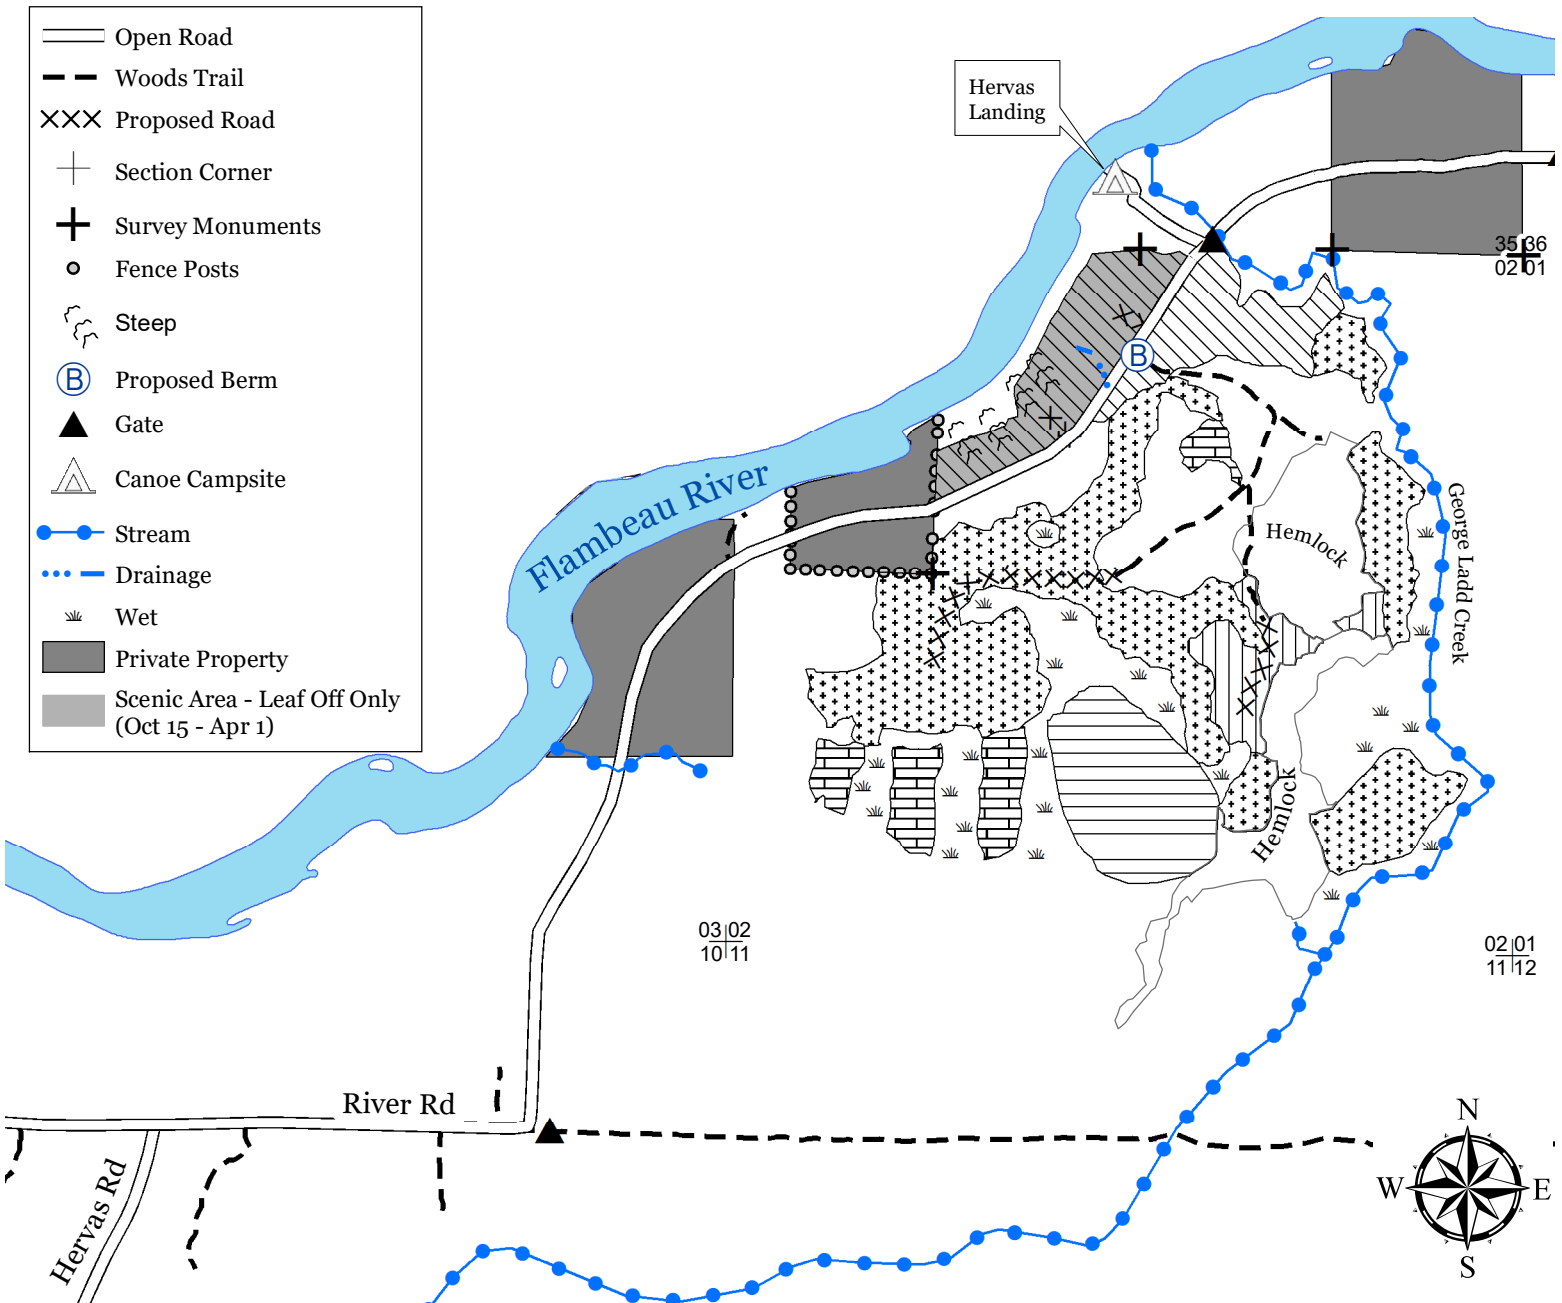 Open Road
Woods Trail
XXX Proposed Road
Section Corner
Survey Monuments
Fence Posts
Steep
B Proposed Berm
Gate
Canoe Campsite
Stream
Drainage
Wet
Private Property
Scenic Area - Leaf Off Only
(Oct 15 - Apr 1)
Hervas
Landing
35 36
02 01
B
Flambeau River
Hemlock
George Ladd Creek
Hemlock
03 02
10 11
02 01
11 12
River Rd
Hervas Rd
N
W E
S